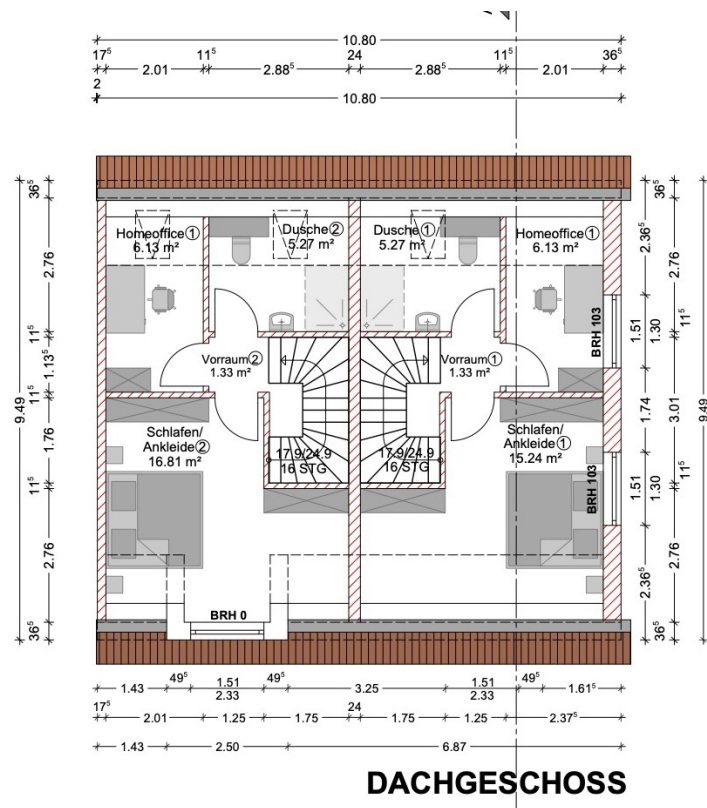 10.80
17⁵ 11⁵ 24 11⁵ 36⁵
2.01 2.88⁵ 2.88⁵ 2.01
2
10.80
36⁵ 36⁵ 36⁵
Homeoffice② Dusche② Dusche① Homeoffice①
6.13 m² 5.27 m² 5.27 m² 6.13 m²
2.76 2.36⁵ 2.76
BRH 103
1.51 1.30
11⁵ 11⁵
1.13⁵
Vorraum② Vorraum①
1.33 m² 1.33 m²
9.49 9.49
11⁵
1.74 3.01
Schlafen/ Schlafen/
Ankleide② Ankleide①
16.81 m² 15.24 m²
1.76
17.9/24.9 17.9/24.9
16 STG 16 STG
BRH 103
1.51 1.30
11⁵ 11⁵
2.76 2.36⁵ 2.76
BRH 0
36⁵ 36⁵ 36⁵
1.43 49⁵ 1.51 49⁵ 3.25 1.51 49⁵ 1.61⁵
2.33 2.33
17⁵ 24
2.01 1.25 1.75 1.75 1.25 2.37⁵
1.43 2.50 6.87
DACHGESCHOSS